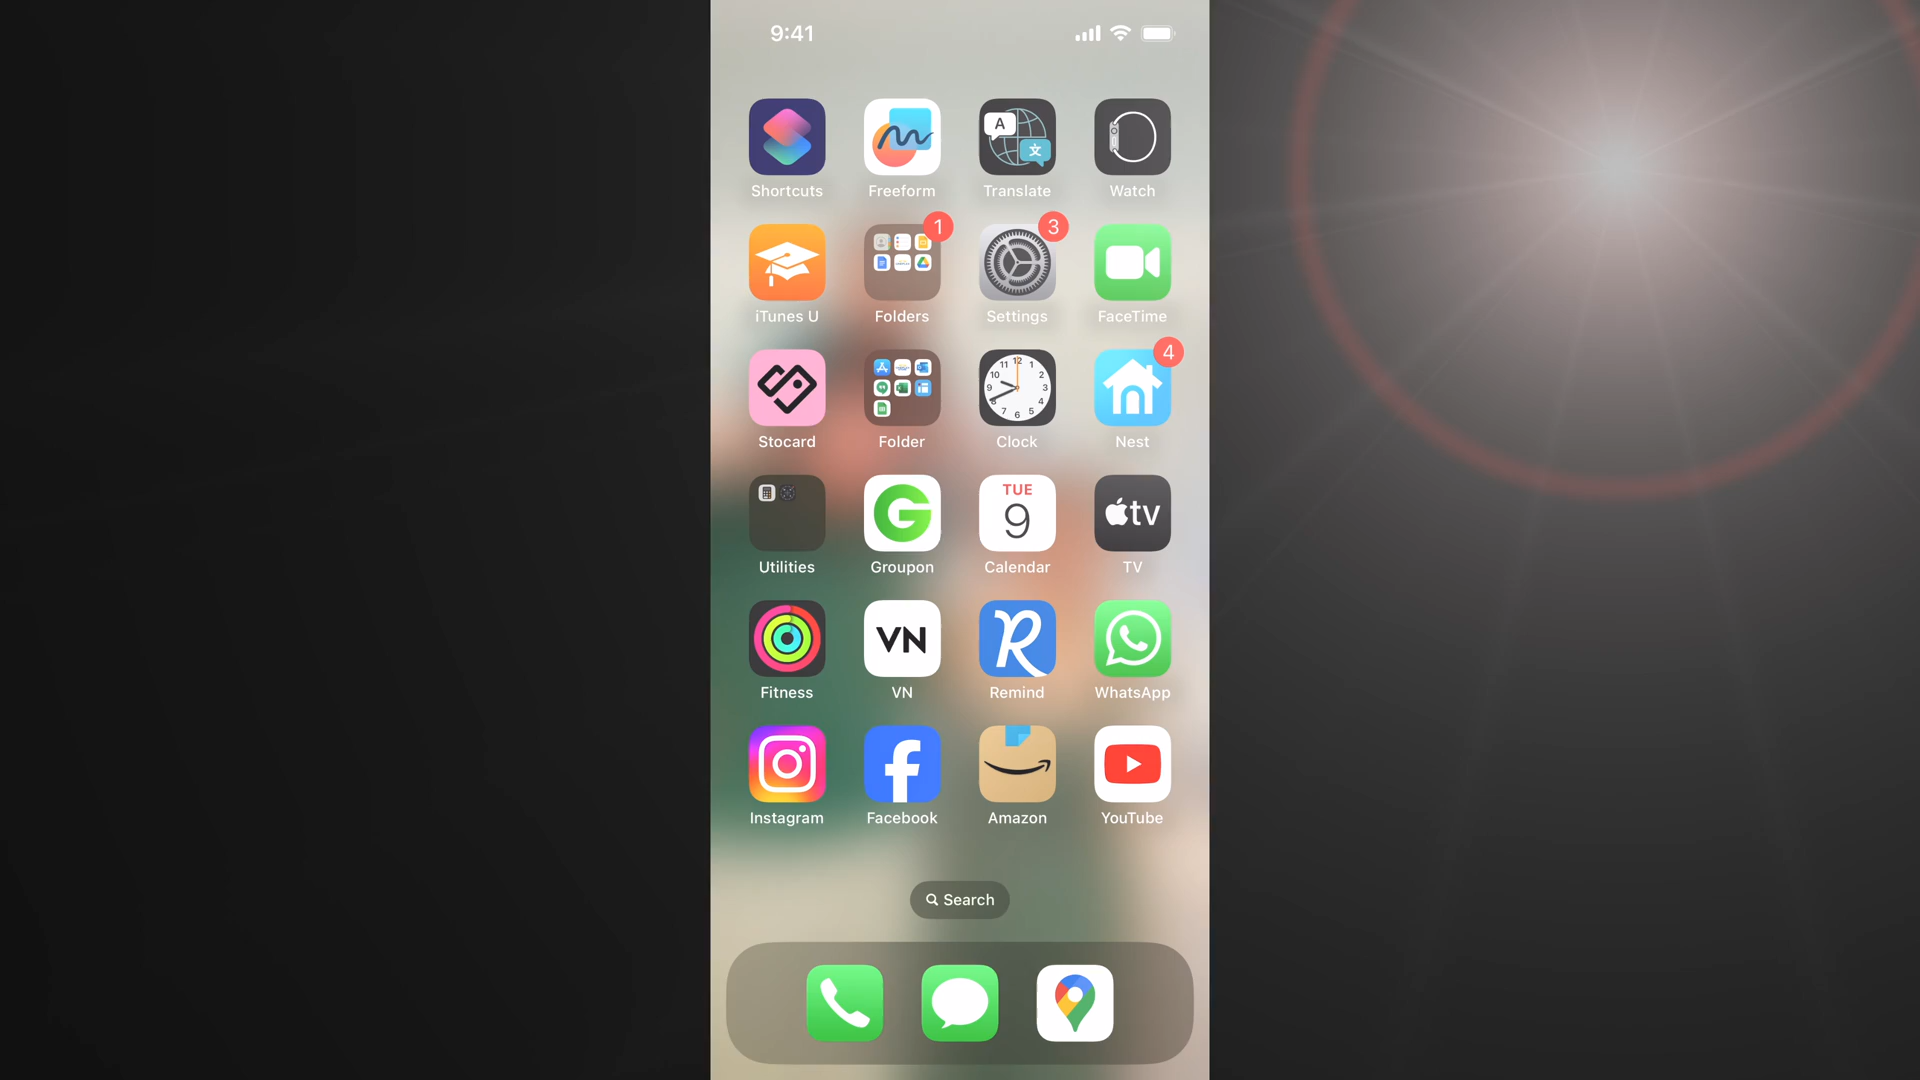 9:41
Shortcuts Freeform Translate Watch
1 3
iTunes U Folders Settings FaceTime
4
Stocard Folder Clock Nest
TUE
9 tv
Utilities Groupon Calendar TV
VN
Fitness VN Remind WhatsApp
Instagram Facebook Amazon YouTube
Search